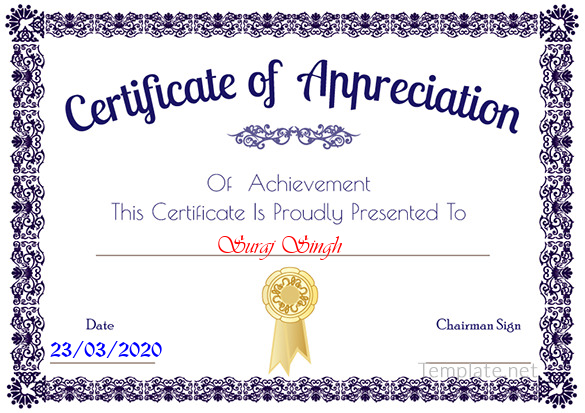 Certificate of Appreciation
Of Achievement
This Certificate Is Proudly Presented To
Suraj Singh
Date
Chairman Sign
23/03/2020
Template.net